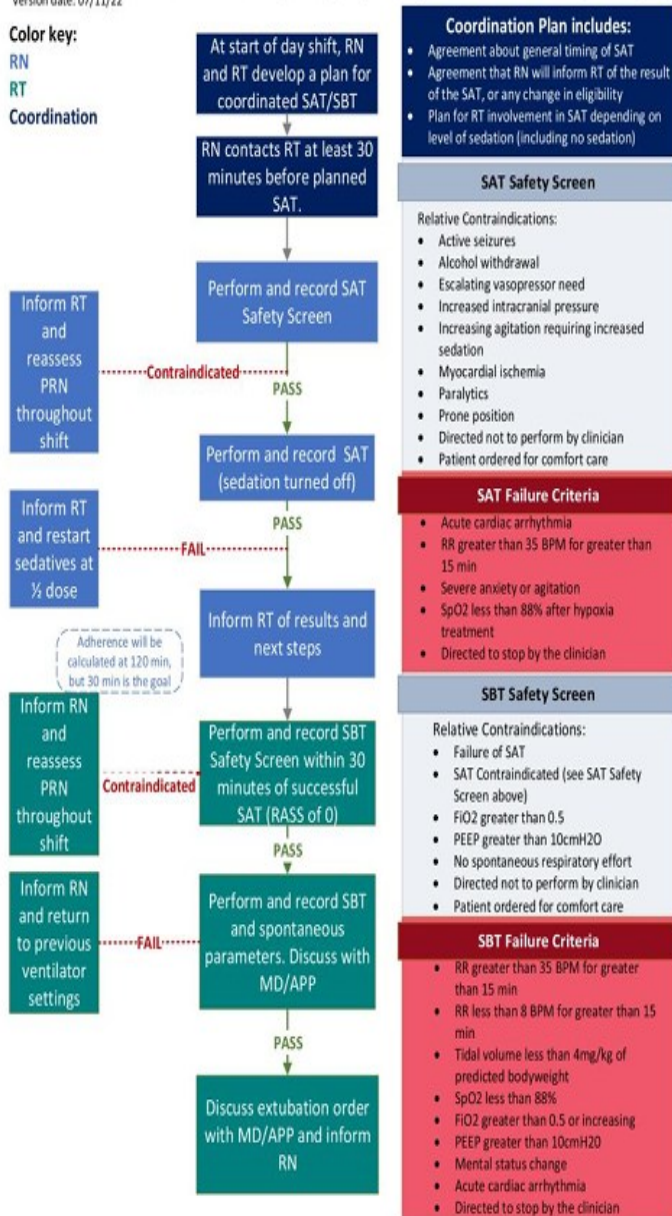 Version date: 07/11/22
Color key:
RN
RT
Coordination
At start of day shift, RN
and RT develop a plan for
coordinated SAT/SBT
RN contacts RT at least 30
minutes before planned
SAT.
Perform and record SAT
Safety Screen
Inform RT
and
reassess
PRN
throughout
shift
Contraindicated
PASS
Perform and record SAT
(sedation turned off)
Inform RT
and restart
sedatives at
½ dose
FAIL
PASS
Inform RT of results and
next steps
Adherence will be
calculated at 120 min,
but 30 min is the goal
Inform RN
and
reassess
PRN
throughout
shift
Contraindicated
Perform and record SBT
Safety Screen within 30
minutes of successful
SAT (RASS of 0)
PASS
Inform RN
and return
to previous
ventilator
settings
FAIL
Perform and record SBT
and spontaneous
parameters. Discuss with
MD/APP
PASS
Discuss extubation order
with MD/APP and inform
RN
Coordination Plan includes:
• Agreement about general timing of SAT
• Agreement that RN will inform RT of the result
of the SAT, or any change in eligibility
• Plan for RT involvement in SAT depending on
level of sedation (including no sedation)
SAT Safety Screen
Relative Contraindications:
• Active seizures
• Alcohol withdrawal
• Escalating vasopressor need
• Increased intracranial pressure
• Increasing agitation requiring increased
sedation
• Myocardial ischemia
• Paralytics
• Prone position
• Directed not to perform by clinician
• Patient ordered for comfort care
SAT Failure Criteria
• Acute cardiac arrhythmia
• RR greater than 35 BPM for greater than
15 min
• Severe anxiety or agitation
• SpO2 less than 88% after hypoxia
treatment
• Directed to stop by the clinician
SBT Safety Screen
Relative Contraindications:
• Failure of SAT
• SAT Contraindicated (see SAT Safety
Screen above)
• FiO2 greater than 0.5
• PEEP greater than 10cmH2O
• No spontaneous respiratory effort
• Directed not to perform by clinician
• Patient ordered for comfort care
SBT Failure Criteria
• RR greater than 35 BPM for greater
than 15 min
• RR less than 8 BPM for greater than 15
min
• Tidal volume less than 4mg/kg of
predicted bodyweight
• SpO2 less than 88%
• FiO2 greater than 0.5 or increasing
• PEEP greater than 10cmH20
• Mental status change
• Acute cardiac arrhythmia
• Directed to stop by the clinician